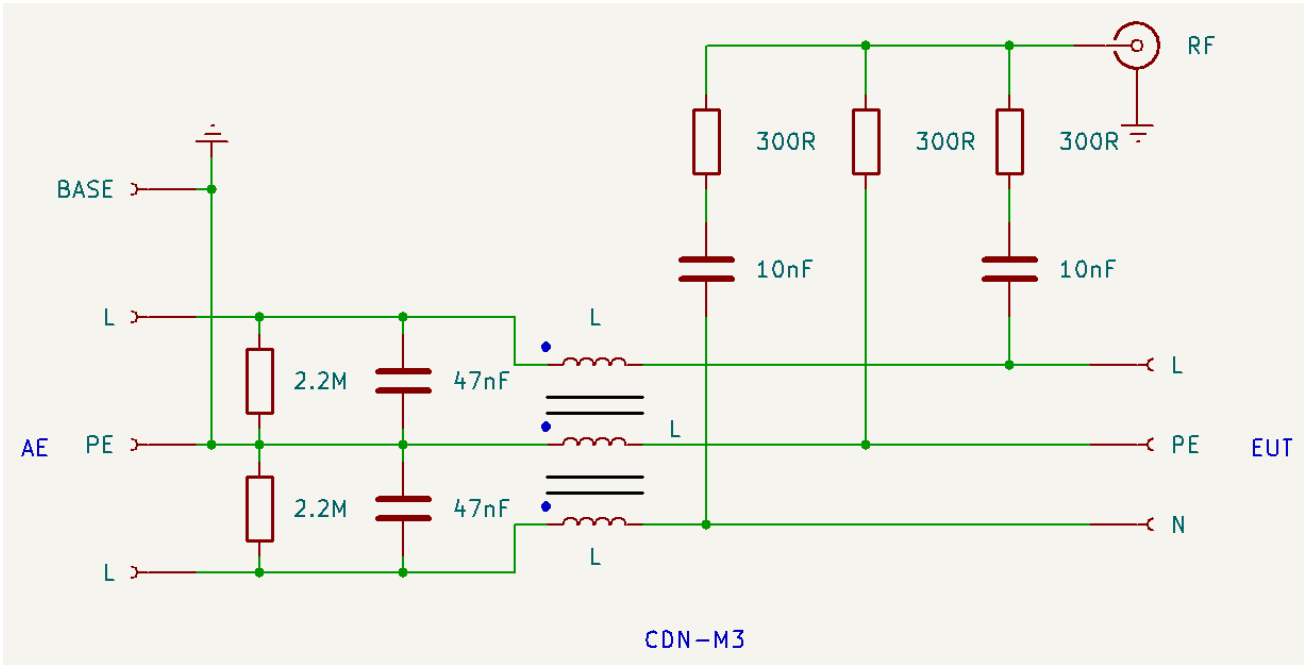 RF
300R 300R 300R
BASE
10nF 10nF
L L
2.2M 47nF L
AE PE L PE EUT
2.2M 47nF N
L L
CDN-M3